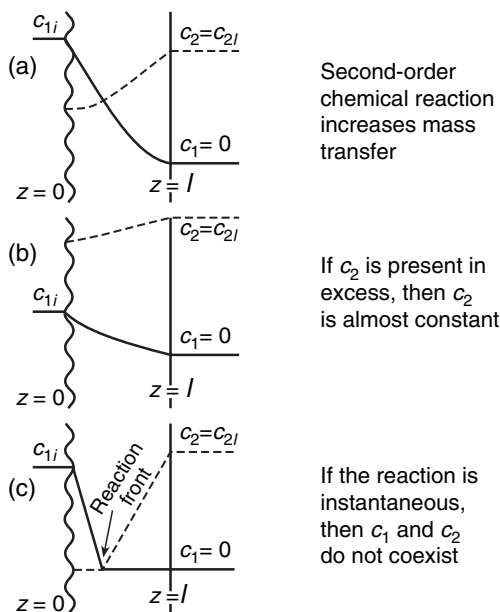 c1i
c2=c2l
(a)
c1= 0
z= 0
z= l
Second-order
chemical reaction
increases mass
transfer
(b)
c2=c2l
c1i
c1= 0
z= 0
z= l
If c2 is present in
excess, then c2
is almost constant
c1i
c2=c2l
(c)
Reaction
front
c1= 0
z= 0
z= l
If the reaction is
instantaneous,
then c1 and c2
do not coexist